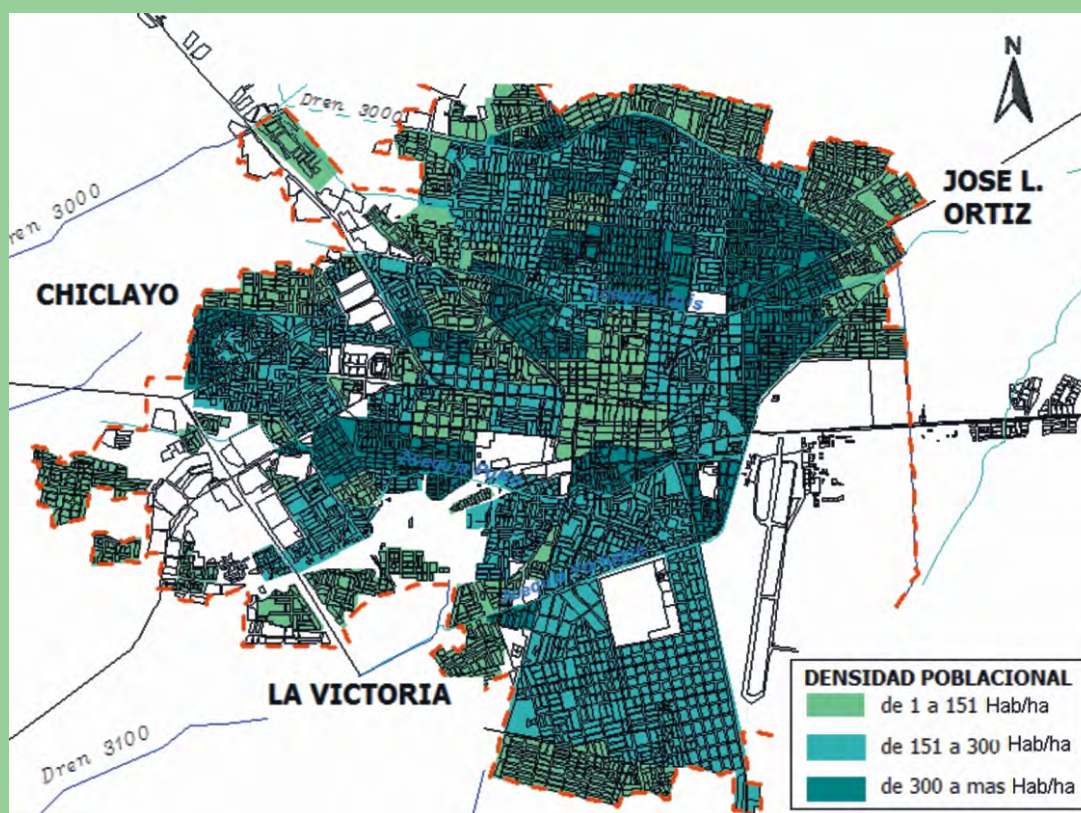 N
Dren 3000
JOSE L.
ORTIZ
Dren 3000
CHICLAYO
LA VICTORIA
Dren 3100
DENSIDAD POBLACIONAL
de 1 a 151 Hab/ha
de 151 a 300 Hab/ha
de 300 a mas Hab/ha